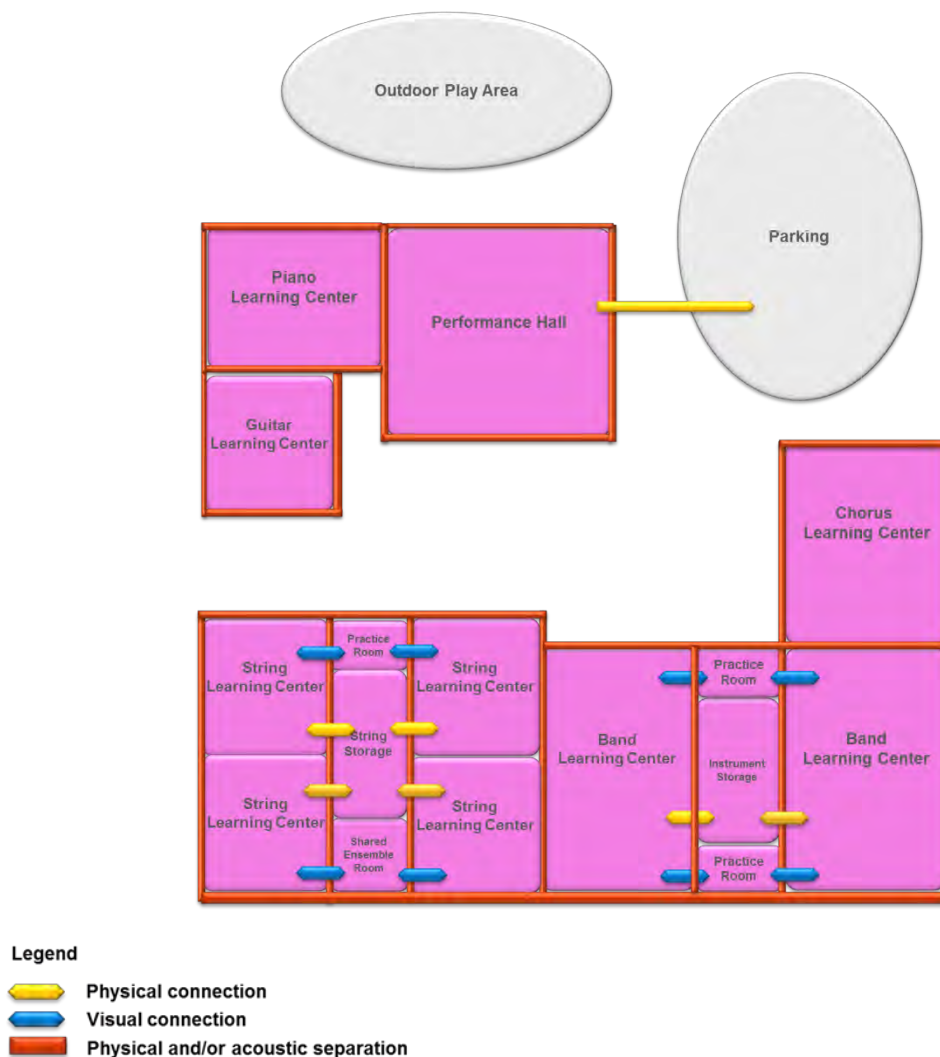 Outdoor Play Area
Parking
Piano
Learning Center
Performance Hall
Guitar
Learning Center
Chorus
Learning Center
String
Learning Center
Practice
Room
String
Learning Center
String
Storage
String
Learning Center
Shared
Ensemble
Room
String
Learning Center
Band
Learning Center
Practice
Room
Instrument
Storage
Practice
Room
Band
Learning Center
Legend
Physical connection
Visual connection
Physical and/or acoustic separation